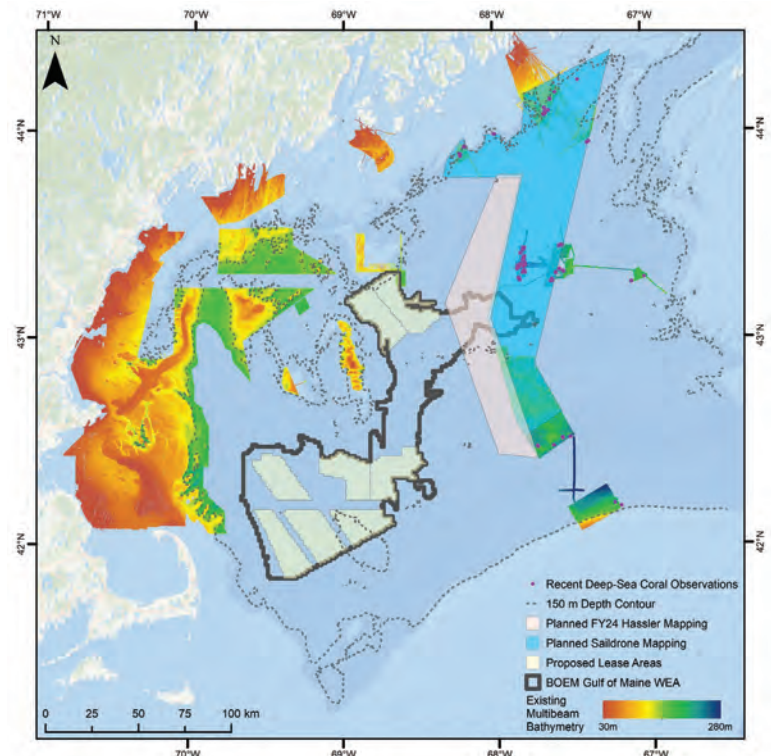 71°W 70°W 69°W 68°W 67°W
N
44°N 44°N
43°N 43°N
42°N 42°N
Recent Deep-Sea Coral Observations
150 m Depth Contour
Planned FY24 Hassler Mapping
Planned Saildrone Mapping
Proposed Lease Areas
BOEM Gulf of Maine WEA
Existing
Multibeam
Bathymetry
30m 280m
0 25 50 75 100 km
70°W 69°W 68°W 67°W